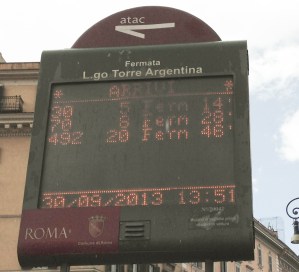 atac
Fermata
L.go Torre Argentina
* ARRIVI *
30 5 Ferm 14'
70 8 Ferm 28'
492 20 Ferm 46'
30/09/2013 13:51
ROMA